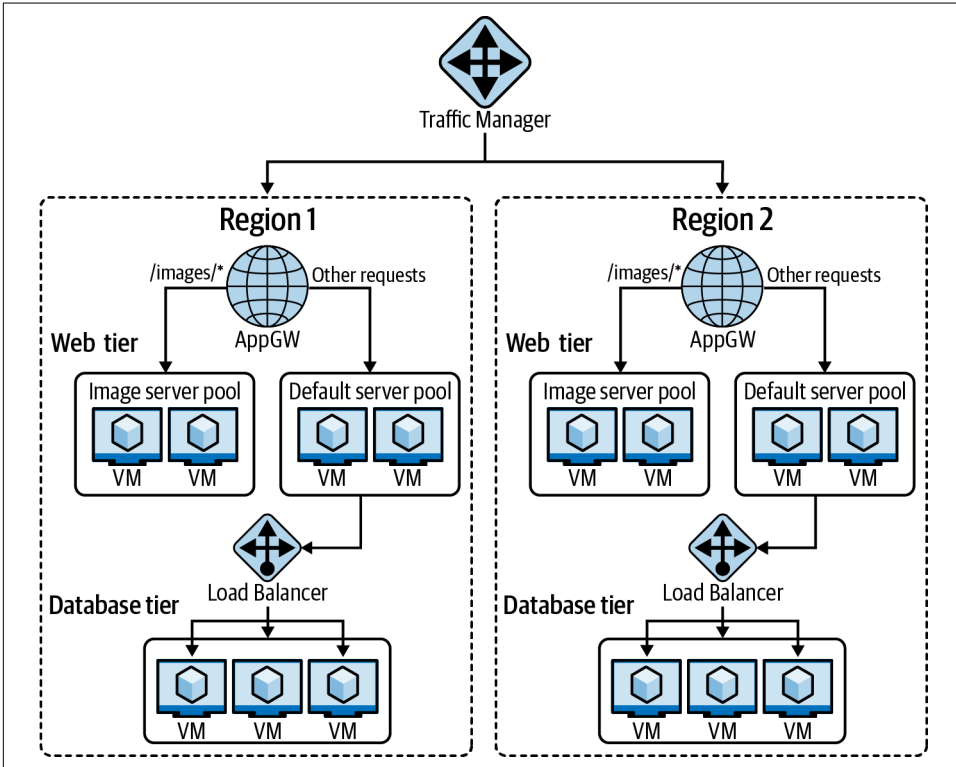 Traffic Manager
Region 1
/images/*
Other requests
AppGW
Web tier
Image server pool
VM
VM
Default server pool
VM
VM
Load Balancer
Database tier
VM
VM
VM
Region 2
/images/*
Other requests
AppGW
Web tier
Image server pool
VM
VM
Default server pool
VM
VM
Load Balancer
Database tier
VM
VM
VM